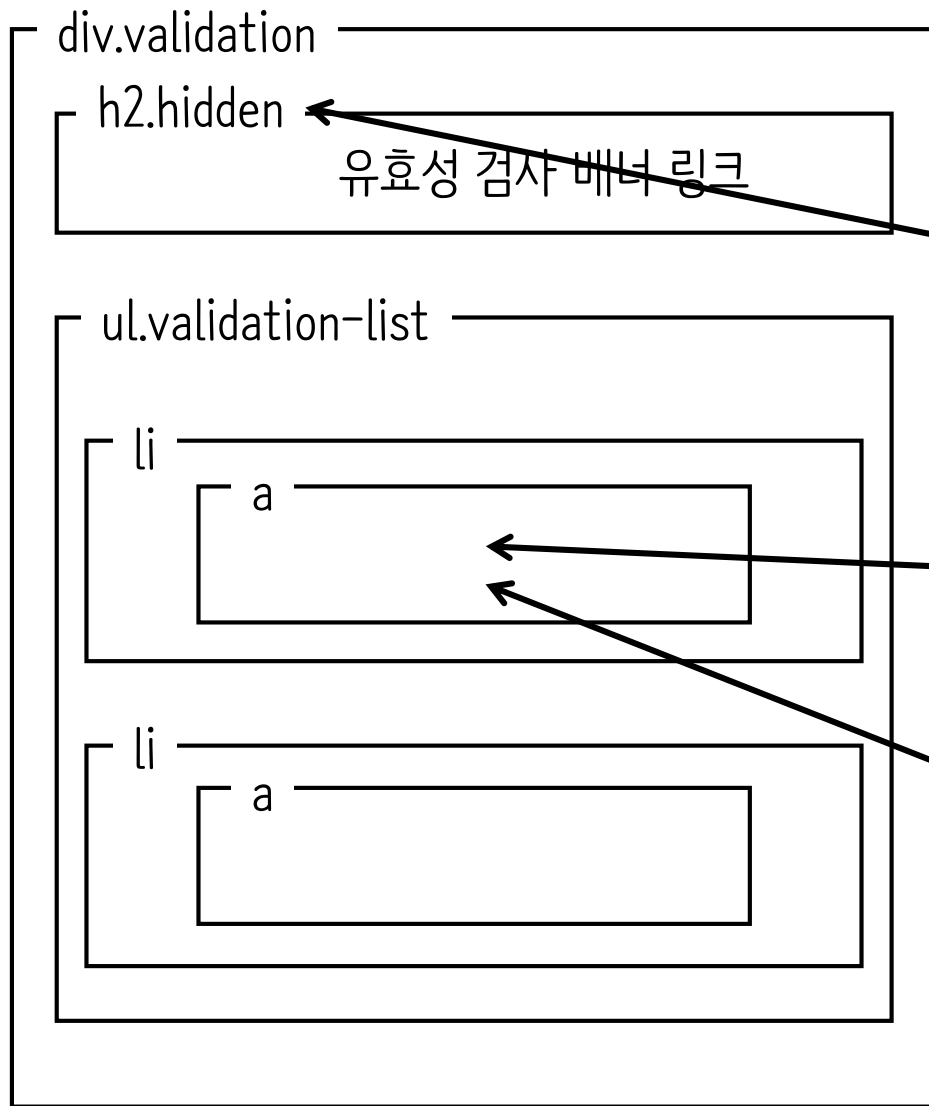 div.validation
h2.hidden
유효성 검사 배너 링크
ul.validation-list
li
a
li
a